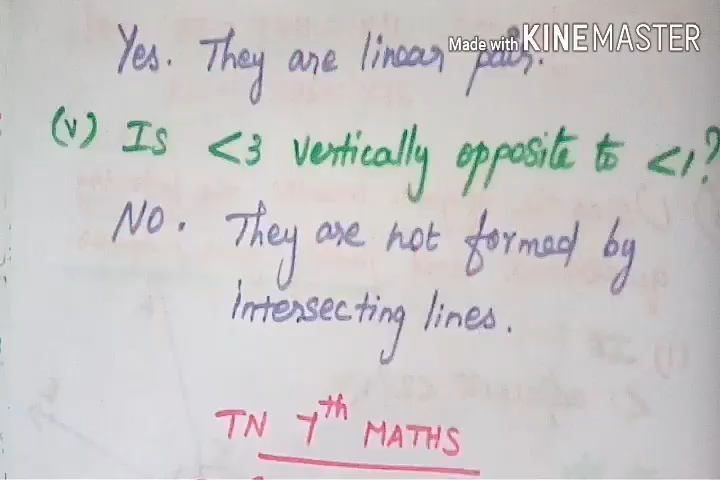 Yes. They are linear pair.
Made with KINEMASTER
(v) Is <3 vertically opposite to <1?
No. They are not formed by
intersecting lines.
TN 7th MATHS